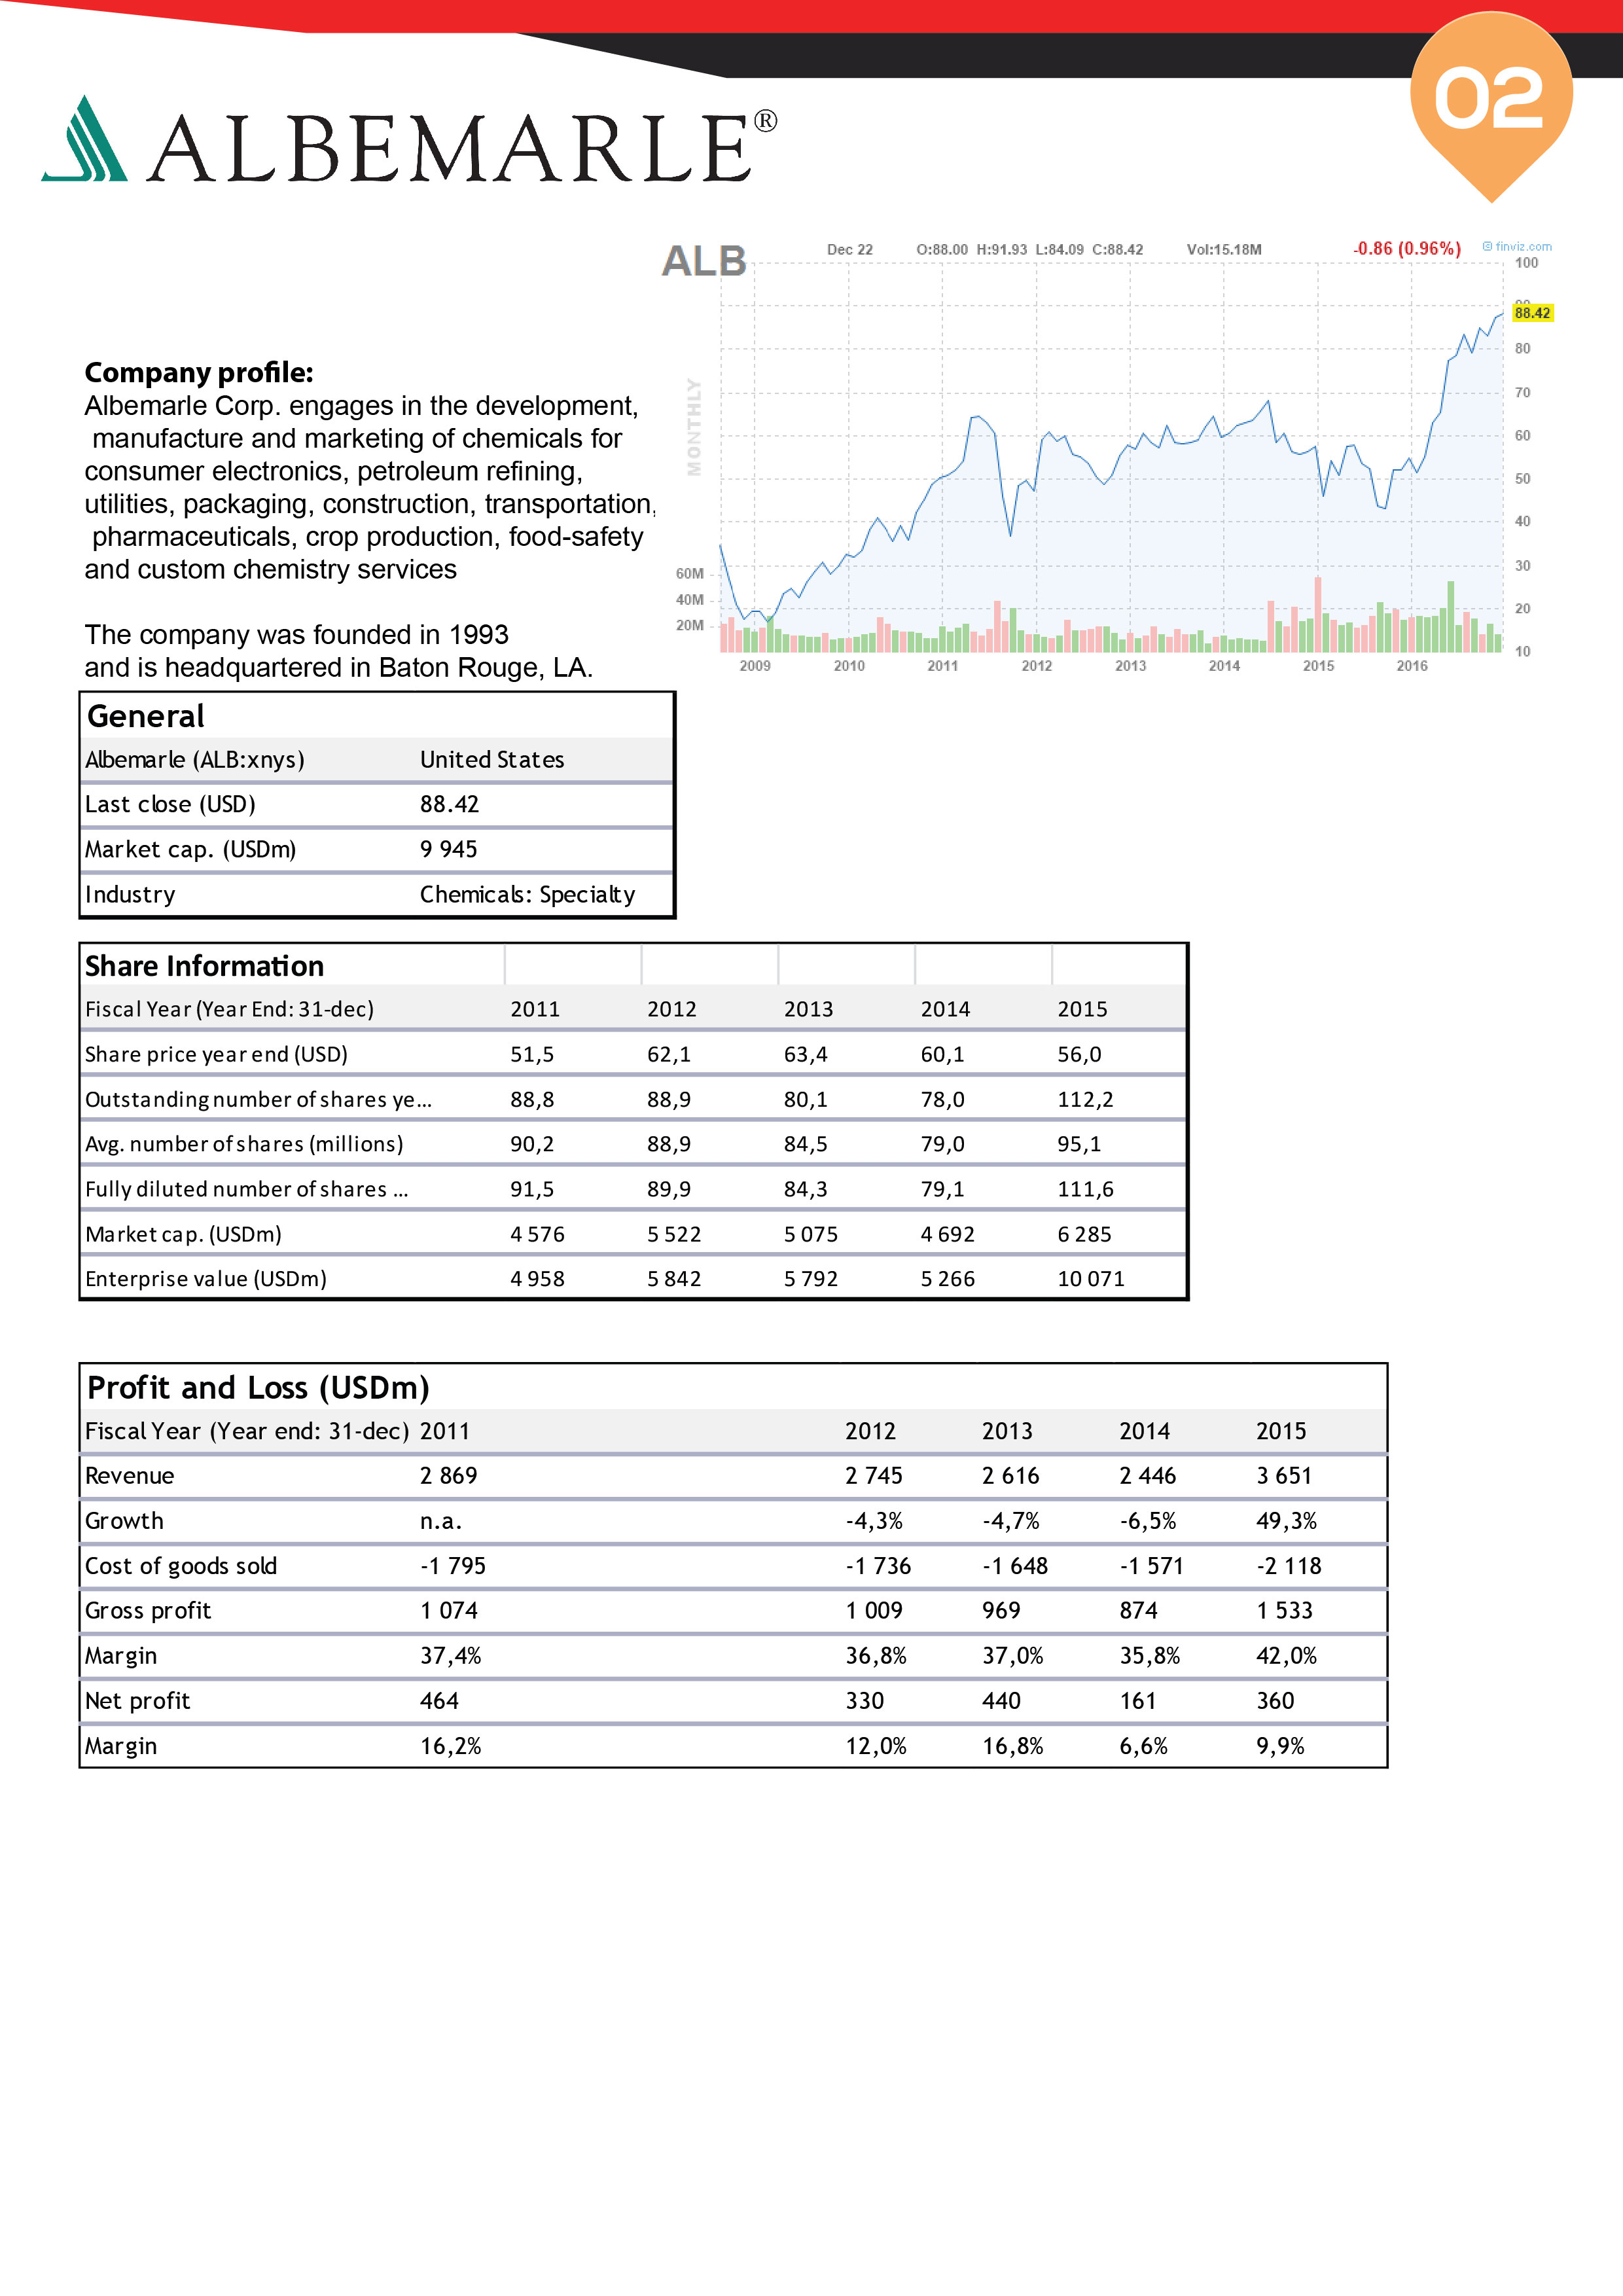 02
ALBEMARLE®
ALB
Dec 22 O:88.00 H:91.93 L:84.09 C:88.42 Vol:15.18M -0.86 (0.96%) © finviz.com
100
90
88.42
80
70
60
50
40
30
20
10
MONTHLY
60M
40M
20M
2009 2010 2011 2012 2013 2014 2015 2016
Company profile:
Albemarle Corp. engages in the development,
manufacture and marketing of chemicals for
consumer electronics, petroleum refining,
utilities, packaging, construction, transportation,
pharmaceuticals, crop production, food-safety
and custom chemistry services
The company was founded in 1993
and is headquartered in Baton Rouge, LA.
General
Albemarle (ALB:xnys) United States
Last close (USD) 88.42
Market cap. (USDm) 9 945
Industry Chemicals: Specialty
Share Information
Fiscal Year (Year End: 31-dec) 2011 2012 2013 2014 2015
Share price year end (USD) 51,5 62,1 63,4 60,1 56,0
Outstanding number of shares ye... 88,8 88,9 80,1 78,0 112,2
Avg. number of shares (millions) 90,2 88,9 84,5 79,0 95,1
Fully diluted number of shares ... 91,5 89,9 84,3 79,1 111,6
Market cap. (USDm) 4 576 5 522 5 075 4 692 6 285
Enterprise value (USDm) 4 958 5 842 5 792 5 266 10 071
Profit and Loss (USDm)
Fiscal Year (Year end: 31-dec) 2011 2012 2013 2014 2015
Revenue 2 869 2 745 2 616 2 446 3 651
Growth n.a. -4,3% -4,7% -6,5% 49,3%
Cost of goods sold -1 795 -1 736 -1 648 -1 571 -2 118
Gross profit 1 074 1 009 969 874 1 533
Margin 37,4% 36,8% 37,0% 35,8% 42,0%
Net profit 464 330 440 161 360
Margin 16,2% 12,0% 16,8% 6,6% 9,9%